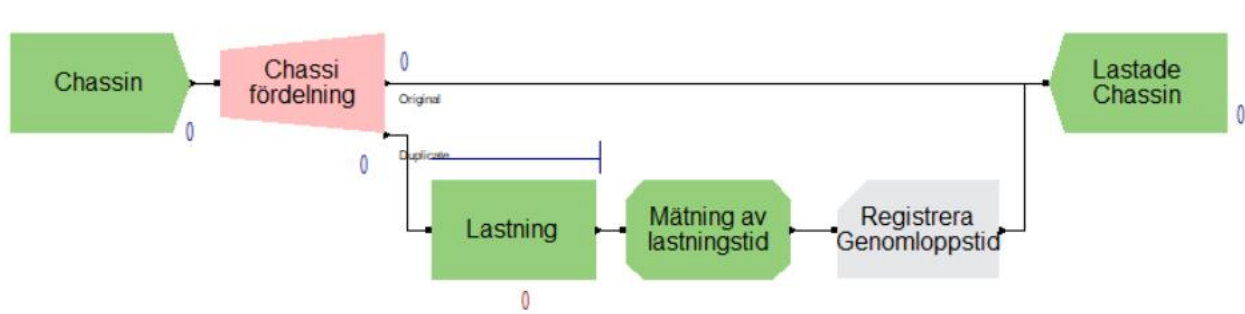 Chassin
0
Chassi
fördelning
0
Original
0
Duplicate
Lastade
Chassin
0
Lastning
0
Mätning av
lastningstid
Registrera
Genomloppstid